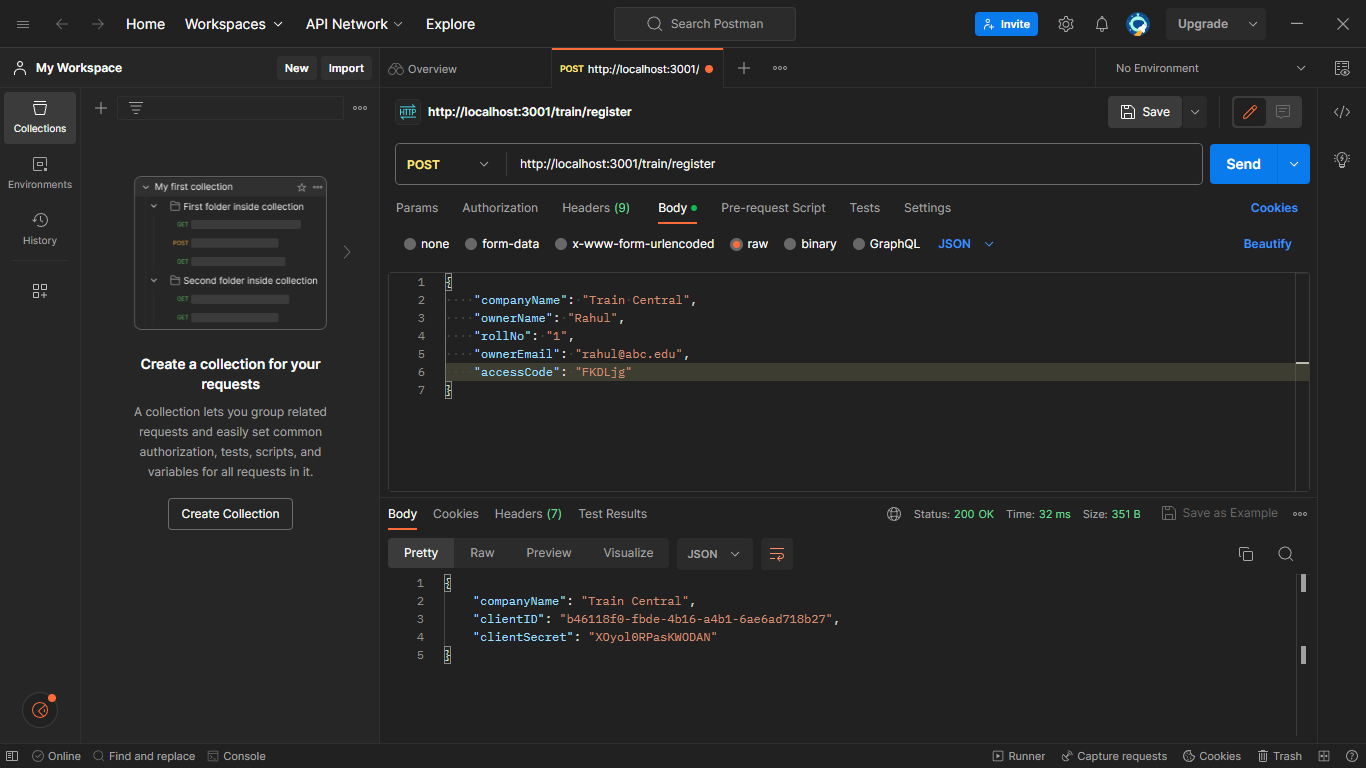 Home Workspaces API Network Explore Search Postman Invite Upgrade
My Workspace New Import Overview POST http://localhost:3001/ No Environment
Collections
Environments
History
My first collection
First folder inside collection
GET
POST
GET
Second folder inside collection
GET
GET
Create a collection for your
requests
A collection lets you group related
requests and easily set common
authorization, tests, scripts, and
variables for all requests in it.
Create Collection
HTTP http://localhost:3001/train/register Save
POST http://localhost:3001/train/register Send
Params Authorization Headers (9) Body Pre-request Script Tests Settings Cookies
none form-data x-www-form-urlencoded raw binary GraphQL JSON Beautify
1 {
2 "companyName": "Train Central",
3 "ownerName": "Rahul",
4 "rollNo": "1",
5 "ownerEmail": "rahul@abc.edu",
6 "accessCode": "FKDLjg"
7 }
Body Cookies Headers (7) Test Results Status: 200 OK Time: 32 ms Size: 351 B Save as Example
Pretty Raw Preview Visualize JSON
1 {
2 "companyName": "Train Central",
3 "clientID": "b46118f0-fbde-4b16-a4b1-6ae6ad718b27",
4 "clientSecret": "XOyol0RPasKWODAN"
5 }
Online Find and replace Console Runner Capture requests Cookies Trash